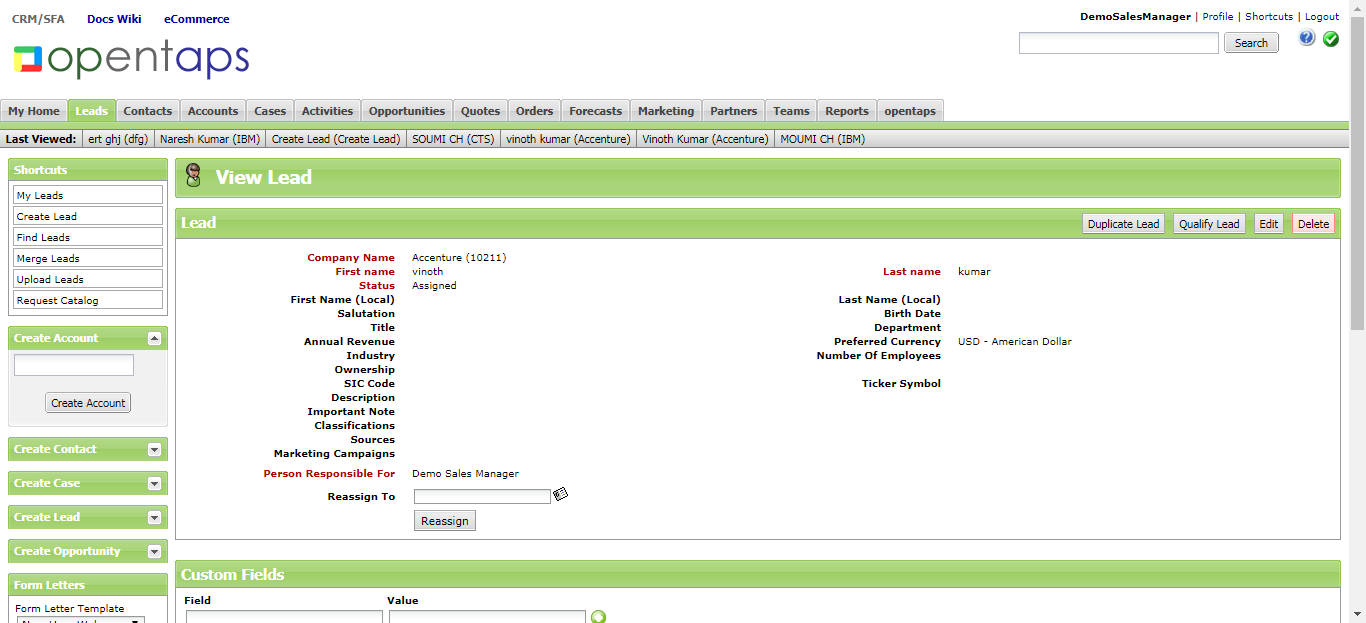 CRM/SFA Docs Wiki eCommerce
DemoSalesManager | Profile | Shortcuts | Logout
opentaps
Search
My Home Leads Contacts Accounts Cases Activities Opportunities Quotes Orders Forecasts Marketing Partners Teams Reports opentaps
Last Viewed: ert ghj (dfg) Naresh Kumar (IBM) Create Lead (Create Lead) SOUMI CH (CTS) vinoth kumar (Accenture) Vinoth Kumar (Accenture) MOUMI CH (IBM)
Shortcuts
My Leads
Create Lead
Find Leads
Merge Leads
Upload Leads
Request Catalog
Create Account
Create Account
Create Contact
Create Case
Create Lead
Create Opportunity
Form Letters
Form Letter Template
View Lead
Lead
Duplicate Lead Qualify Lead Edit Delete
Company Name Accenture (10211)
First name vinoth Last name kumar
Status Assigned
First Name (Local) Last Name (Local)
Salutation Birth Date
Title Department
Annual Revenue Preferred Currency USD - American Dollar
Industry Number Of Employees
Ownership
SIC Code Ticker Symbol
Description
Important Note
Classifications
Sources
Marketing Campaigns
Person Responsible For Demo Sales Manager
Reassign To
Reassign
Custom Fields
Field Value